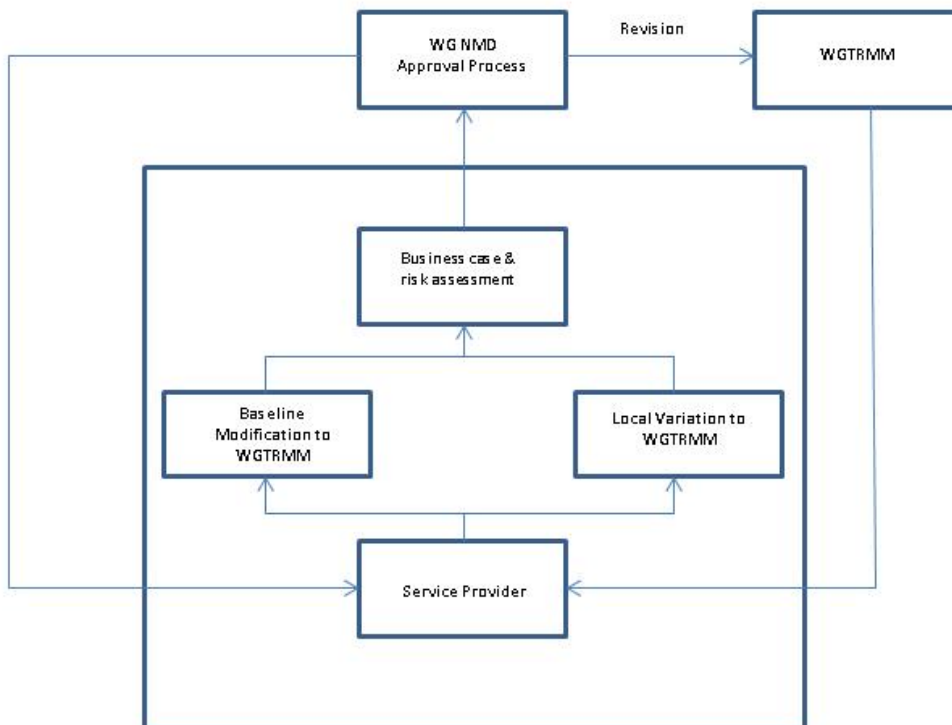 WG NMD
Approval Process
Revision
WGTRMM
Business case &
risk assessment
Baseline
Modification to
WGTRMM
Local Variation to
WGTRMM
Service Provider